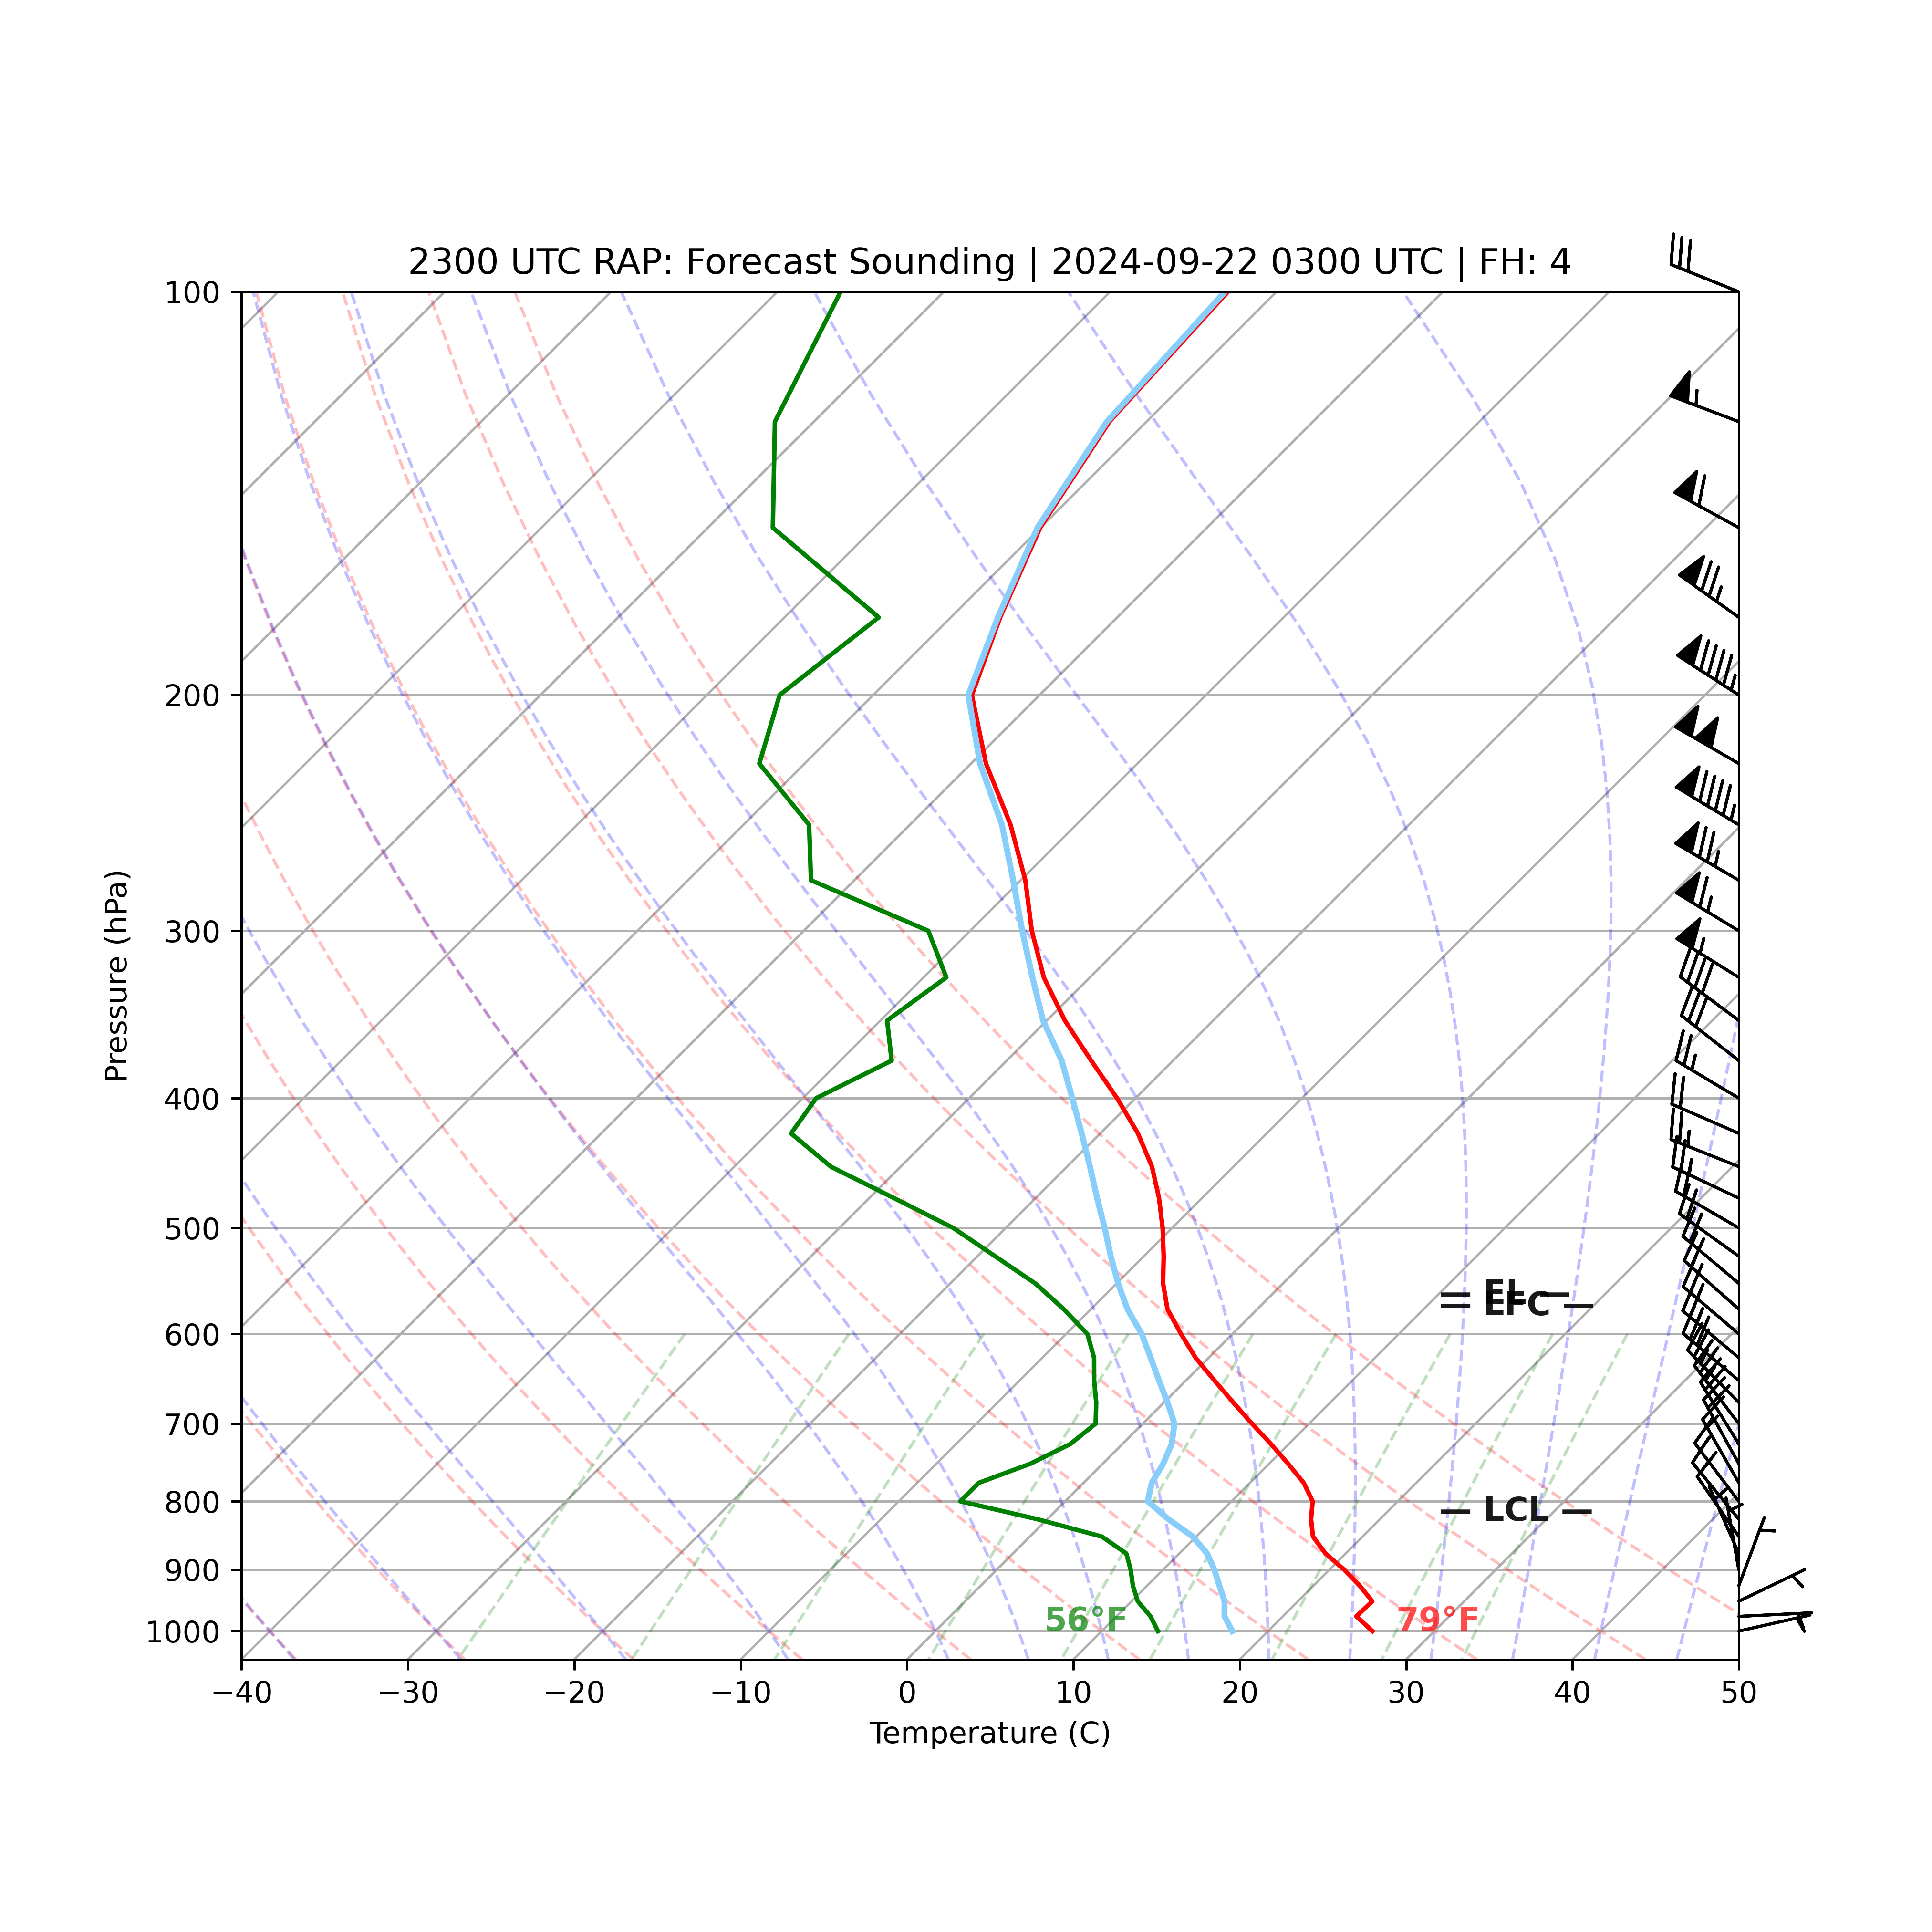 2300 UTC RAP: Forecast Sounding | 2024-09-22 0300 UTC | FH: 4
100
200
300
400
500
600
700
800
900
1000
Pressure (hPa)
— EL —
— LFC —
— LCL —
56°F
79°F
−40 −30 −20 −10 0 10 20 30 40 50
Temperature (C)